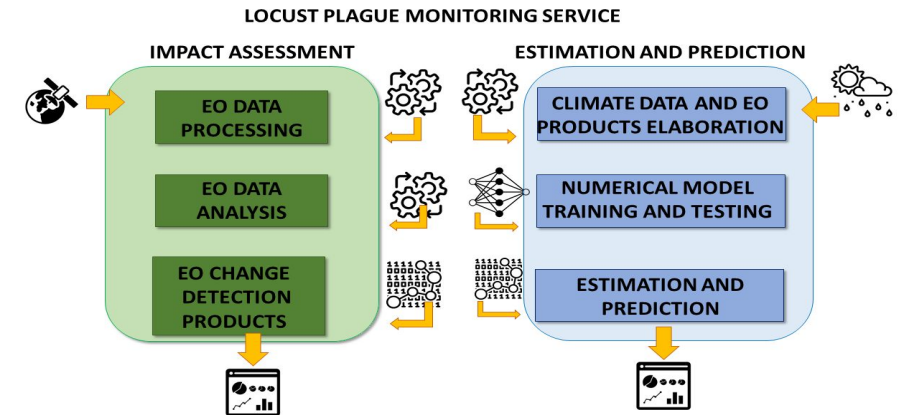 LOCUST PLAGUE MONITORING SERVICE
IMPACT ASSESSMENT
EO DATA
PROCESSING
EO DATA
ANALYSIS
EO CHANGE
DETECTION
PRODUCTS
ESTIMATION AND PREDICTION
CLIMATE DATA AND EO
PRODUCTS ELABORATION
NUMERICAL MODEL
TRAINING AND TESTING
ESTIMATION AND
PREDICTION